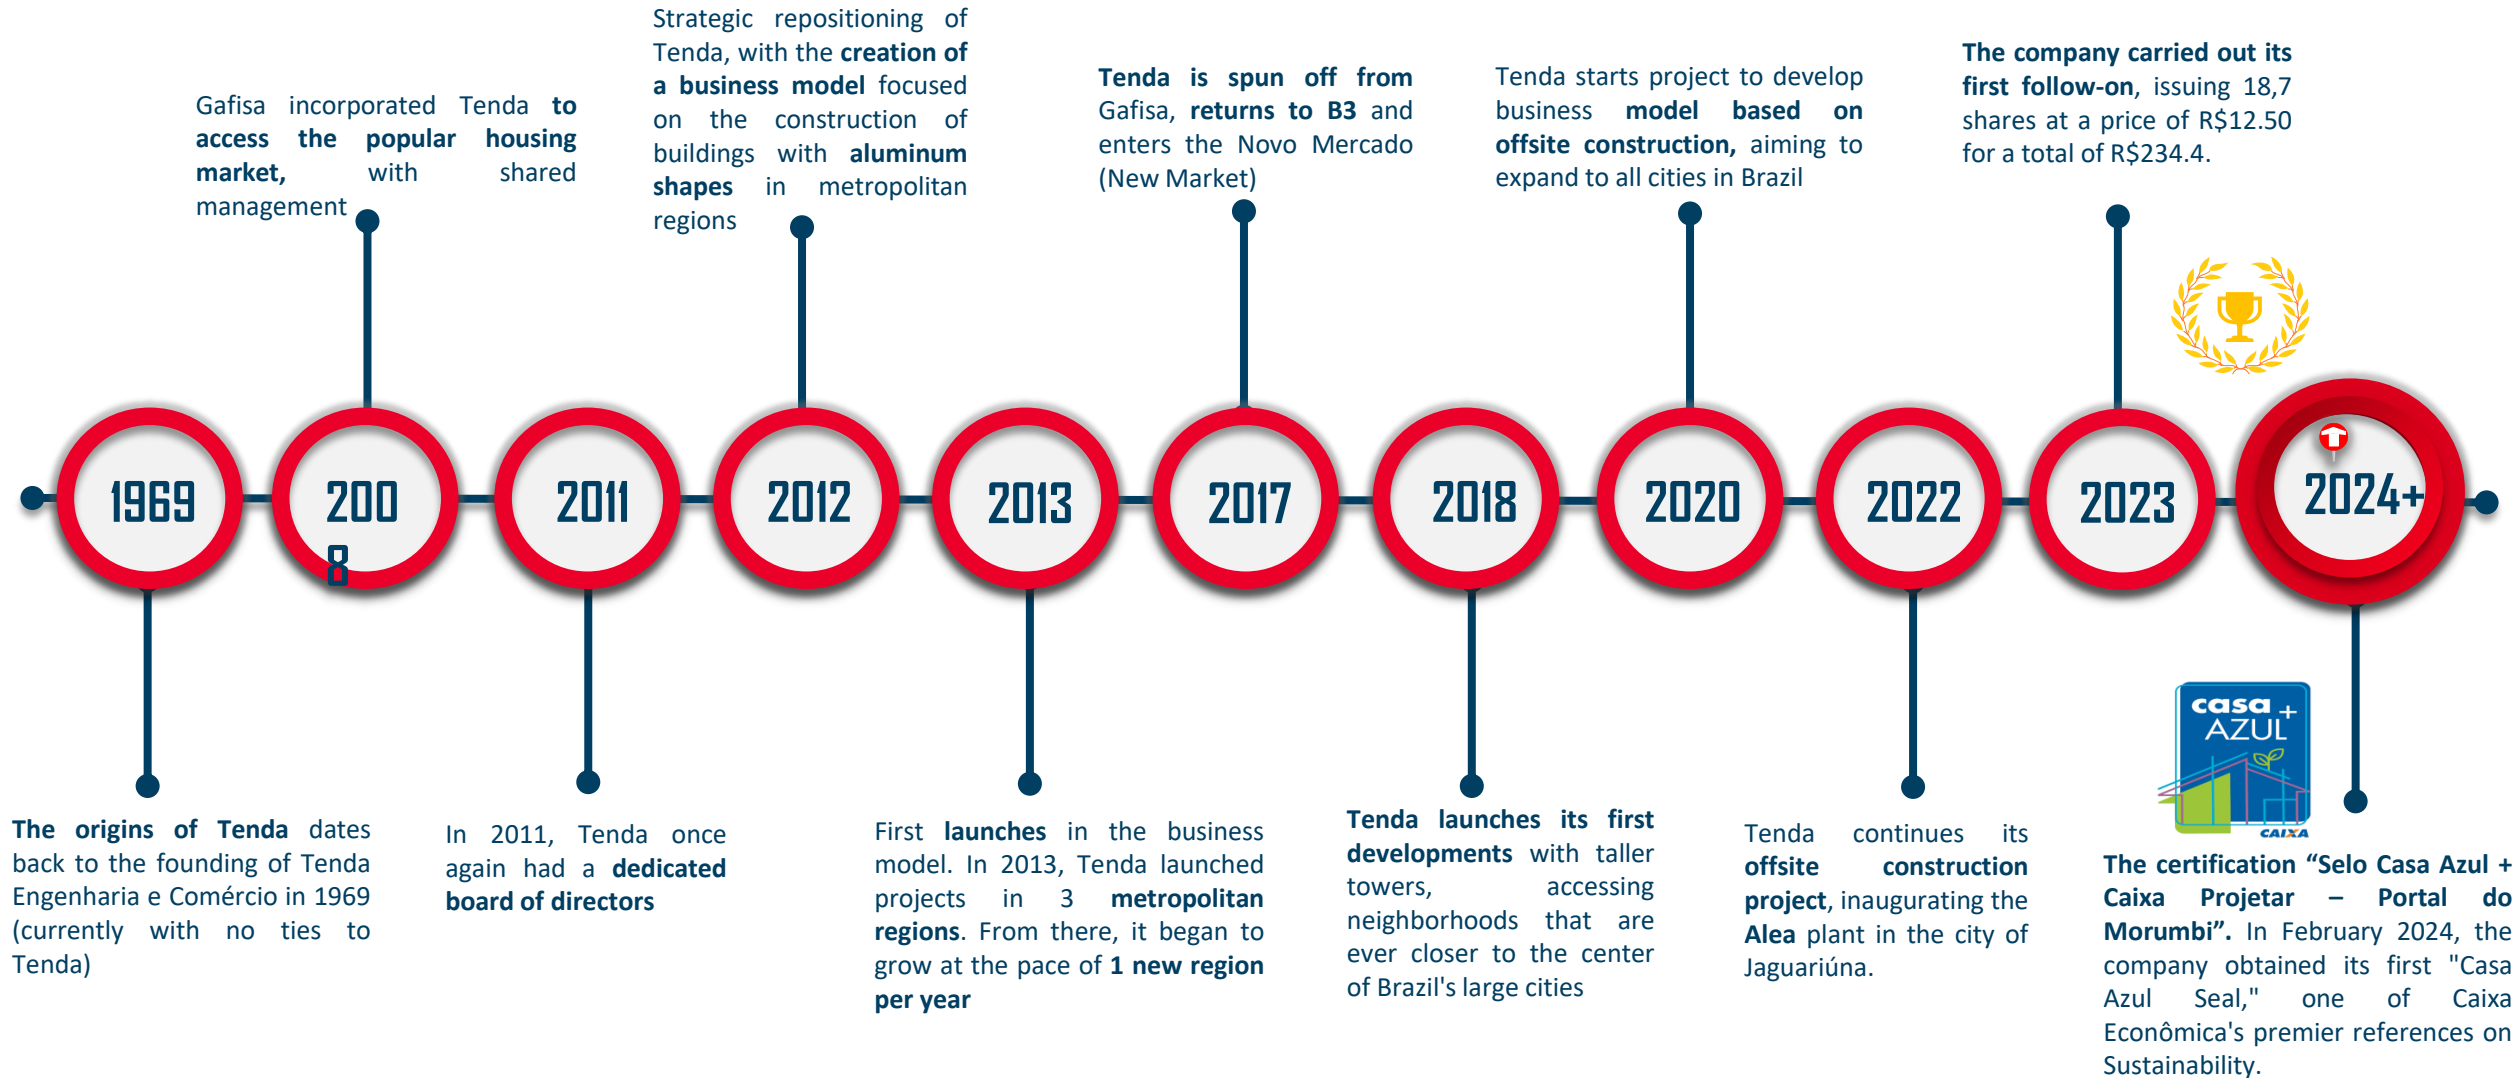 Gafisa incorporated Tenda to
access the popular housing
market, with shared
management
Strategic repositioning of
Tenda, with the creation of
a business model focused
on the construction of
buildings with aluminum
shapes in metropolitan
regions
Tenda is spun off from
Gafisa, returns to B3 and
enters the Novo Mercado
(New Market)
Tenda starts project to develop
business model based on
offsite construction, aiming to
expand to all cities in Brazil
The company carried out its
first follow-on, issuing 18,7
shares at a price of R$12.50
for a total of R$234.4.
1969
200
8
2011
2012
2013
2017
2018
2020
2022
2023
2024+
The origins of Tenda dates
back to the founding of Tenda
Engenharia e Comércio in 1969
(currently with no ties to
Tenda)
In 2011, Tenda once
again had a dedicated
board of directors
First launches in the business
model. In 2013, Tenda launched
projects in 3 metropolitan
regions. From there, it began to
grow at the pace of 1 new region
per year
Tenda launches its first
developments with taller
towers, accessing
neighborhoods that are
ever closer to the center
of Brazil's large cities
Tenda continues its
offsite construction
project, inaugurating the
Alea plant in the city of
Jaguariúna.
casa +
AZUL
CAIXA
The certification “Selo Casa Azul +
Caixa Projetar – Portal do
Morumbi”. In February 2024, the
company obtained its first "Casa
Azul Seal," one of Caixa
Econômica's premier references on
Sustainability.